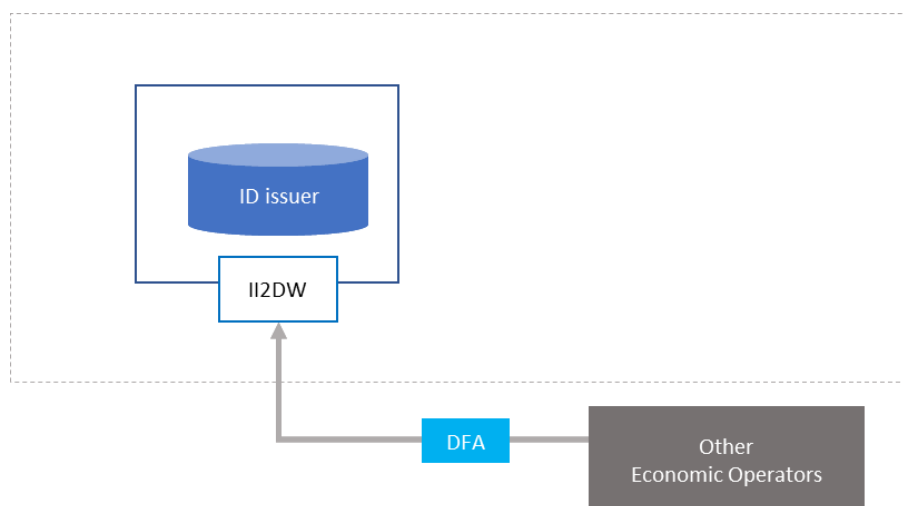 ID issuer
II2DW
DFA
Other
Economic Operators